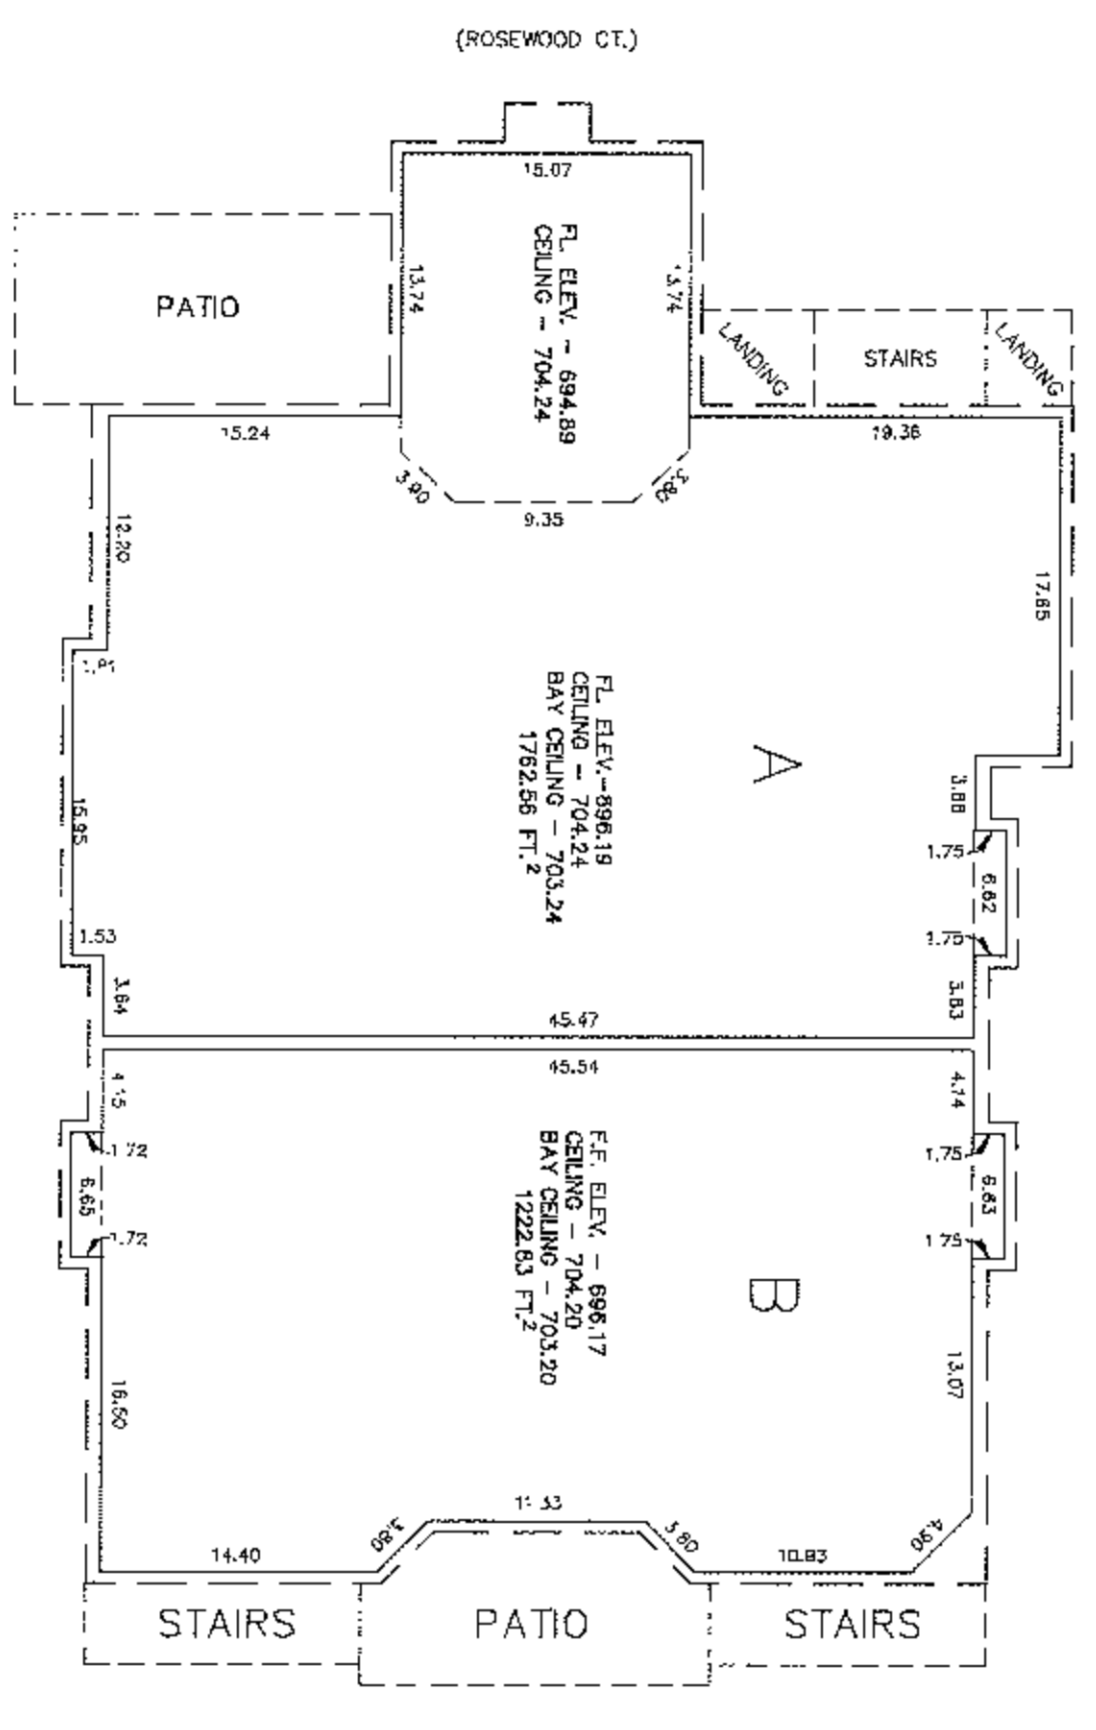 (ROSEWOOD CT.)
15.07
FL. ELEV. - 694.89
CEILING - 704.24
13.74
13.74
PATIO
LANDING
STAIRS
LANDING
15.24
19.38
3.90
3.80
9.35
12.20
17.65
1.81
FL. ELEV.-696.19
CEILING - 704.24
BAY CEILING - 703.24
1762.56 FT.2
A
3.88
1.75
6.62
1.75
15.95
1.53
3.64
3.83
45.47
45.54
4.15
4.14
1.72
6.65
1.72
1.75
6.63
1.75
F.F. ELEV. - 696.17
CEILING - 704.20
BAY CEILING - 703.20
1222.63 FT.2
B
16.50
13.07
11.33
3.80
3.80
4.90
14.40
10.83
STAIRS
PATIO
STAIRS